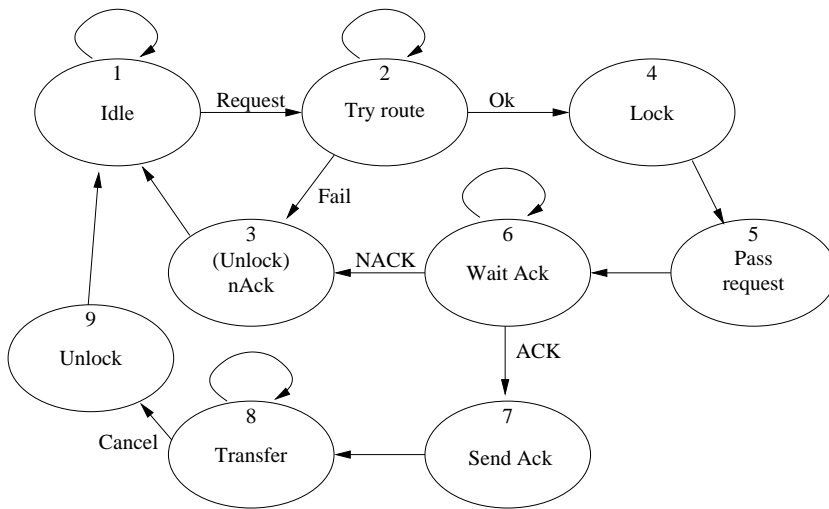 1
Idle
Request
2
Try route
Ok
4
Lock
Fail
3
(Unlock)
nAck
NACK
6
Wait Ack
5
Pass
request
9
Unlock
ACK
Cancel
8
Transfer
7
Send Ack